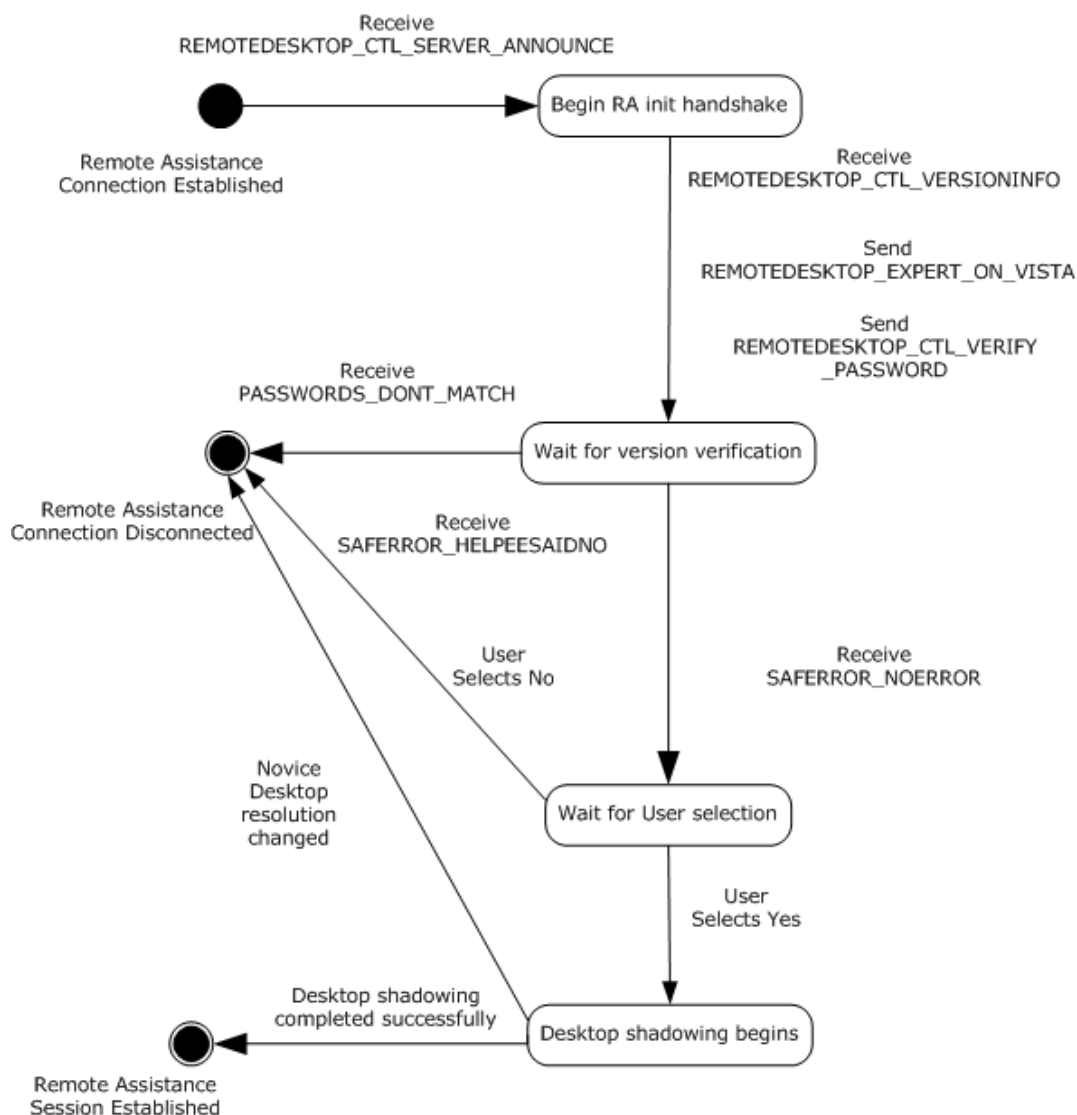 Receive
REMOTEDESKTOP_CTL_SERVER_ANNOUNCE
Begin RA init handshake
Remote Assistance
Connection Established
Receive
REMOTEDESKTOP_CTL_VERSIONINFO
Send
REMOTEDESKTOP_EXPERT_ON_VISTA
Send
REMOTEDESKTOP_CTL_VERIFY
_PASSWORD
Receive
PASSWORDS_DONT_MATCH
Wait for version verification
Remote Assistance
Connection Disconnected
Receive
SAFERROR_HELPEESAIDNO
User
Selects No
Receive
SAFERROR_NOERROR
Novice
Desktop
resolution
changed
Wait for User selection
User
Selects Yes
Desktop shadowing
completed successfully
Desktop shadowing begins
Remote Assistance
Session Established